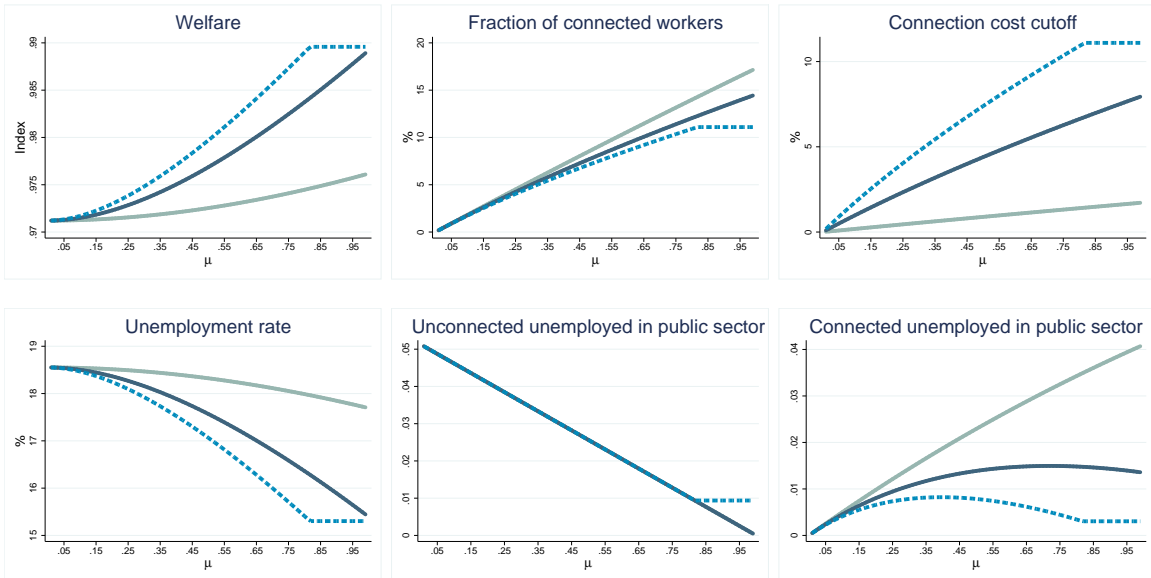 Welfare
Index
.97 .975 .98 .985 .99
.05 .15 .25 .35 .45 .55 .65 .75 .85 .95
μ
Fraction of connected workers
%
0 5 10 15 20
.05 .15 .25 .35 .45 .55 .65 .75 .85 .95
μ
Connection cost cutoff
%
0 5 10
.05 .15 .25 .35 .45 .55 .65 .75 .85 .95
μ
Unemployment rate
%
15 16 17 18 19
.05 .15 .25 .35 .45 .55 .65 .75 .85 .95
μ
Unconnected unemployed in public sector
0 .01 .02 .03 .04 .05
.05 .15 .25 .35 .45 .55 .65 .75 .85 .95
μ
Connected unemployed in public sector
0 .01 .02 .03 .04
.05 .15 .25 .35 .45 .55 .65 .75 .85 .95
μ